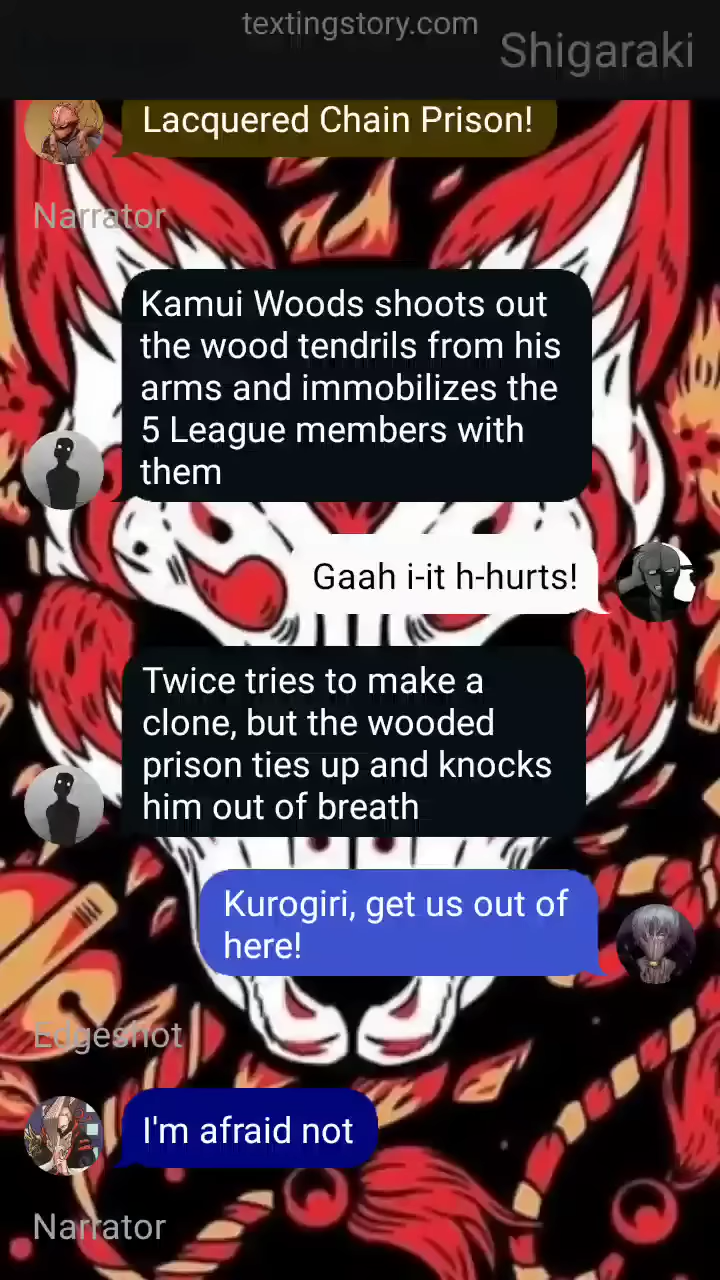 textingstory.com
Shigaraki
Lacquered Chain Prison!
Narrator
Kamui Woods shoots out
the wood tendrils from his
arms and immobilizes the
5 League members with
them
Gaah i-it h-hurts!
Twice tries to make a
clone, but the wooded
prison ties up and knocks
him out of breath
Kurogiri, get us out of
here!
Edgeshot
I'm afraid not
Narrator